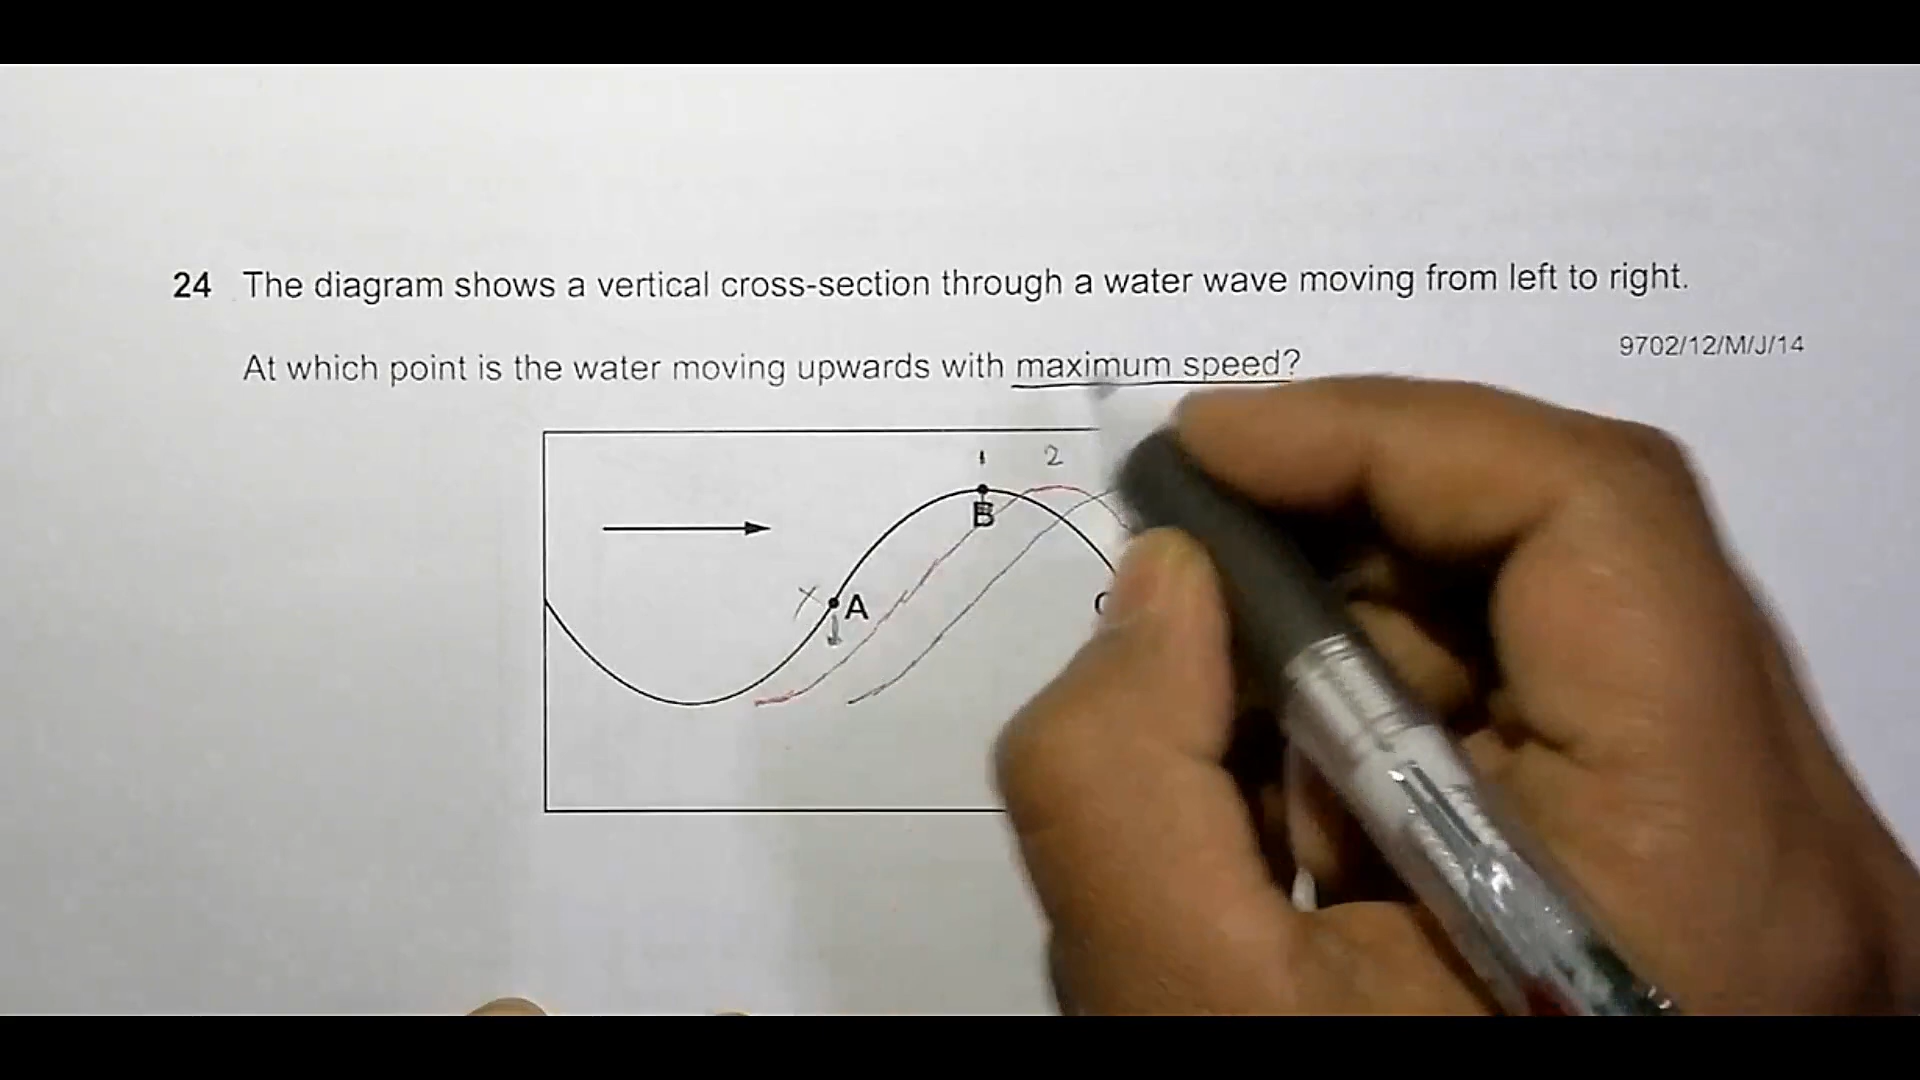 24 The diagram shows a vertical cross-section through a water wave moving from left to right.
9702/12/M/J/14
At which point is the water moving upwards with maximum speed?
1 2
B
X A